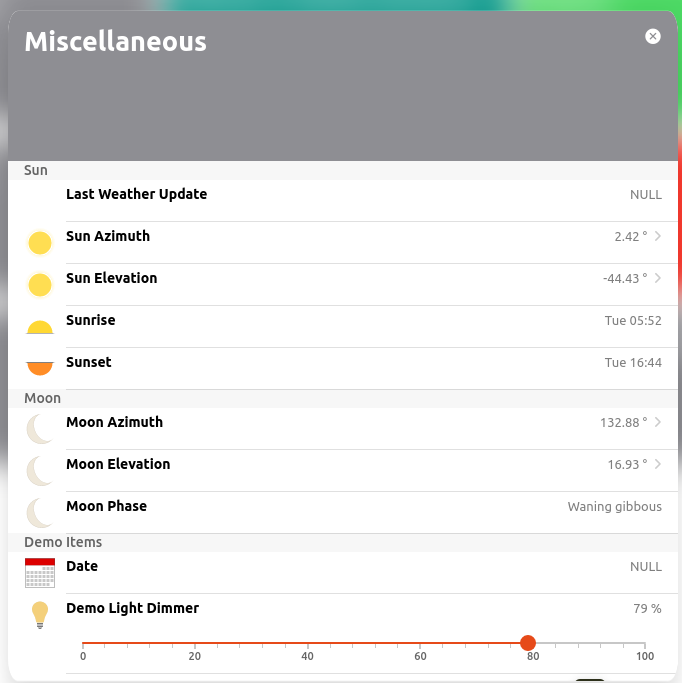 Miscellaneous
Sun
Last Weather Update NULL
Sun Azimuth 2.42 °
Sun Elevation -44.43 °
Sunrise Tue 05:52
Sunset Tue 16:44
Moon
Moon Azimuth 132.88 °
Moon Elevation 16.93 °
Moon Phase Waning gibbous
Demo Items
Date NULL
Demo Light Dimmer 79 %
0 20 40 60 80 100